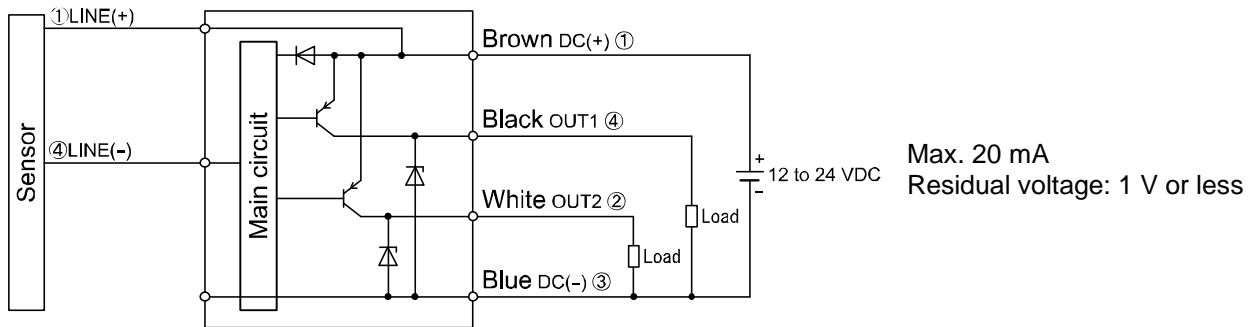 ①LINE(+)
Brown DC(+) ①
Black OUT1 ④
Sensor
④LINE(-)
Main circuit
+
12 to 24 VDC
-
Max. 20 mA
Residual voltage: 1 V or less
White OUT2 ②
Load
Load
Blue DC(-) ③